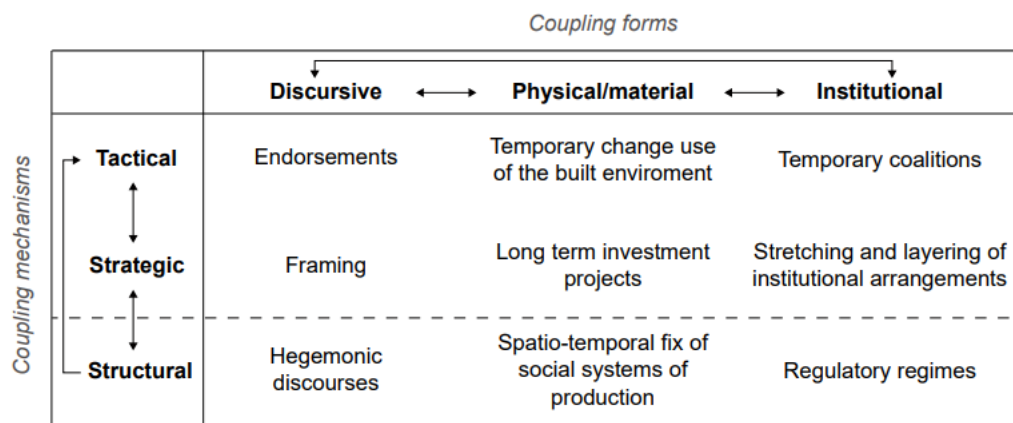 Coupling forms
Discursive
Physical/material
Institutional
Coupling mechanisms
Tactical
Endorsements
Temporary change use
of the built enviroment
Temporary coalitions
Strategic
Framing
Long term investment
projects
Stretching and layering of
institutional arrangements
Structural
Hegemonic
discourses
Spatio-temporal fix of
social systems of
production
Regulatory regimes